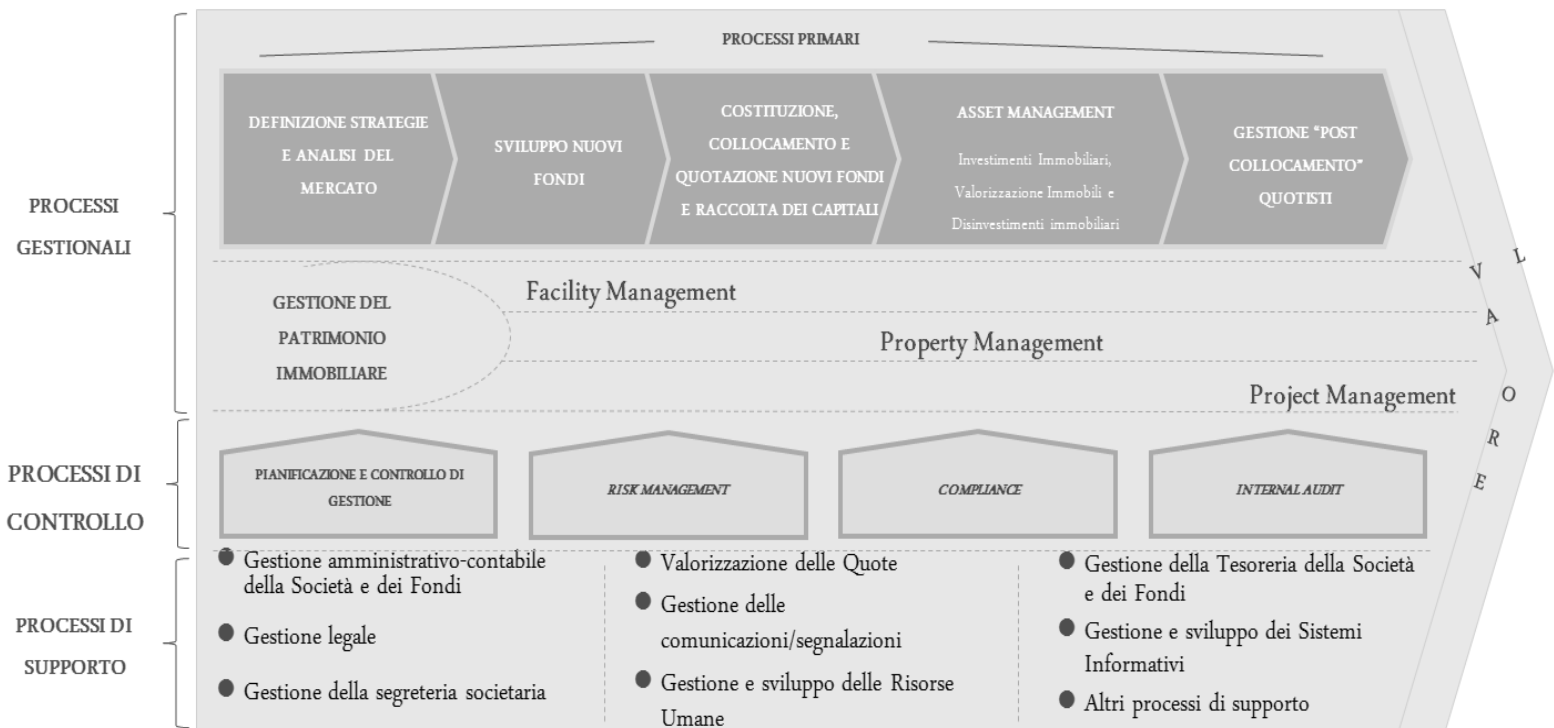 PROCESSI PRIMARI
DEFINIZIONE STRATEGIE
E ANALISI DEL
MERCATO
SVILUPPO NUOVI
FONDI
COSTITUZIONE,
COLLOCAMENTO E
QUOTAZIONE NUOVI FONDI
E RACCOLTA DEI CAPITALI
ASSET MANAGEMENT
Investimenti Immobiliari,
Valorizzazione Immobili e
Disinvestimenti immobiliari
GESTIONE “POST
COLLOCAMENTO”
QUOTISTI
PROCESSI
GESTIONALI
GESTIONE DEL
PATRIMONIO
IMMOBILIARE
Facility Management
Property Management
Project Management
VALORE
PROCESSI DI
CONTROLLO
PIANIFICAZIONE E CONTROLLO DI
GESTIONE
RISK MANAGEMENT
COMPLIANCE
INTERNAL AUDIT
PROCESSI DI
SUPPORTO
● Gestione amministrativo-contabile
della Società e dei Fondi
● Gestione legale
● Gestione della segreteria societaria
● Valorizzazione delle Quote
● Gestione delle
comunicazioni/segnalazioni
● Gestione e sviluppo delle Risorse
Umane
● Gestione della Tesoreria della Società
e dei Fondi
● Gestione e sviluppo dei Sistemi
Informativi
● Altri processi di supporto